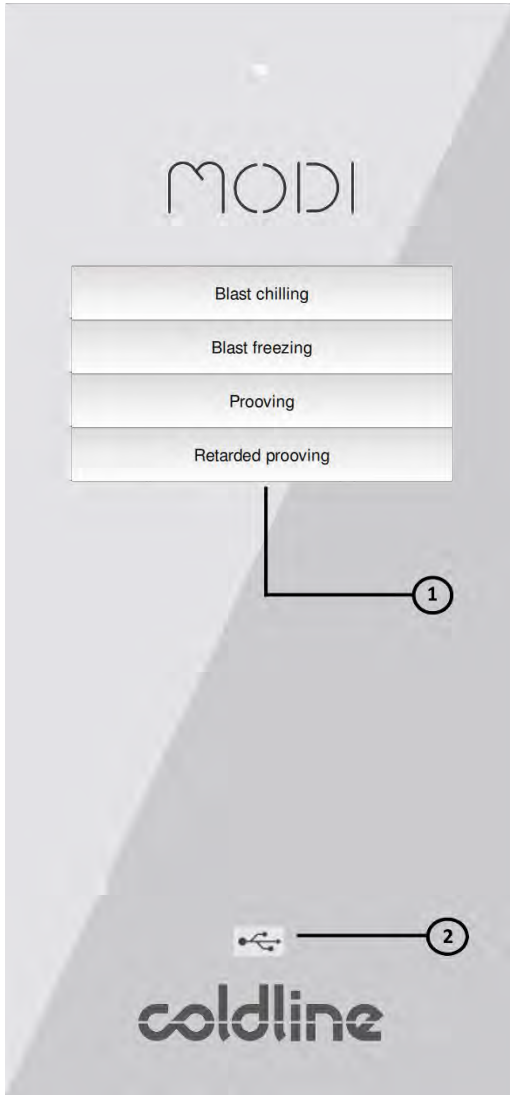 MODI
Blast chilling
Blast freezing
Prooving
Retarded prooving
1
2
coldline